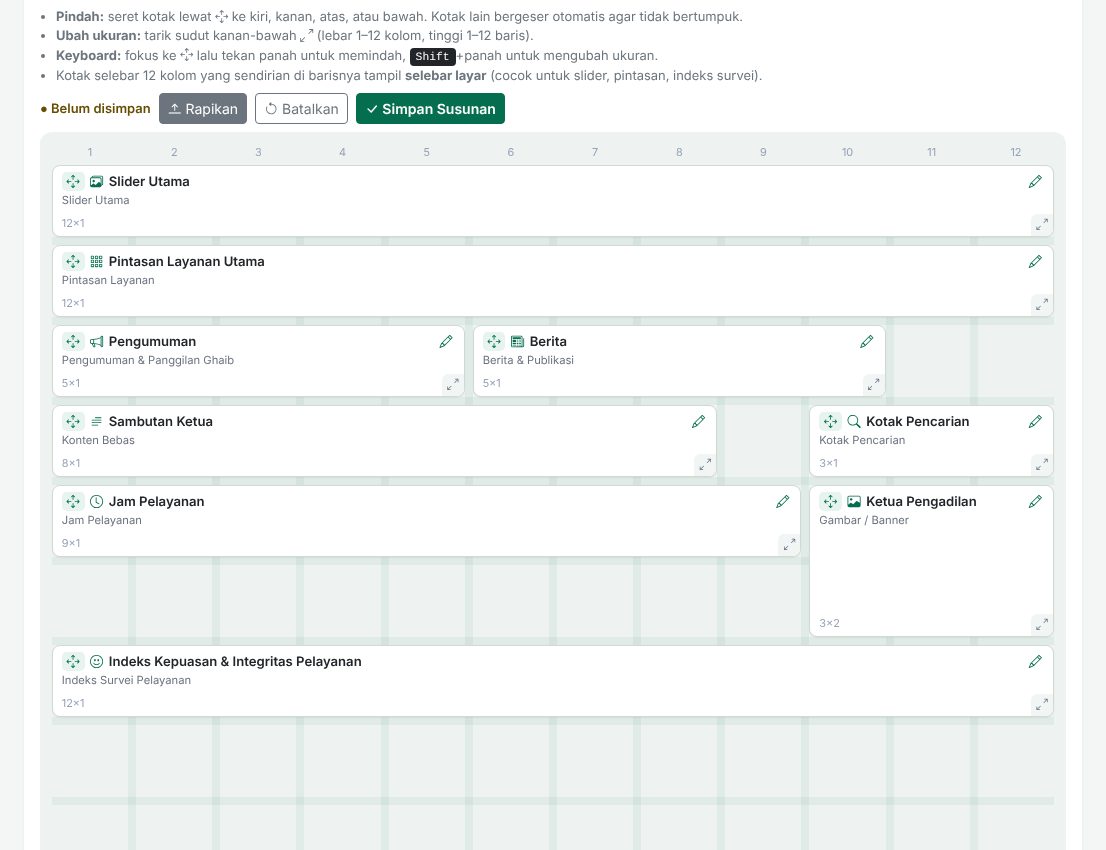 Pindah: seret kotak lewat ke kiri, kanan, atas, atau bawah. Kotak lain bergeser otomatis agar tidak bertumpuk.
Ubah ukuran: tarik sudut kanan-bawah (lebar 1–12 kolom, tinggi 1–12 baris).
Keyboard: fokus ke lalu tekan panah untuk memindah, Shift+panah untuk mengubah ukuran.
Kotak selebar 12 kolom yang sendirian di barisnya tampil selebar layar (cocok untuk slider, pintasan, indeks survei).
Belum disimpan Rapikan Batalkan Simpan Susunan
1 2 3 4 5 6 7 8 9 10 11 12
Slider Utama
Slider Utama
12×1
Pintasan Layanan Utama
Pintasan Layanan
12×1
Pengumuman
Pengumuman & Panggilan Ghaib
5×1
Berita
Berita & Publikasi
5×1
Sambutan Ketua
Konten Bebas
8×1
Kotak Pencarian
Kotak Pencarian
3×1
Jam Pelayanan
Jam Pelayanan
9×1
Ketua Pengadilan
Gambar / Banner
3×2
Indeks Kepuasan & Integritas Pelayanan
Indeks Survei Pelayanan
12×1